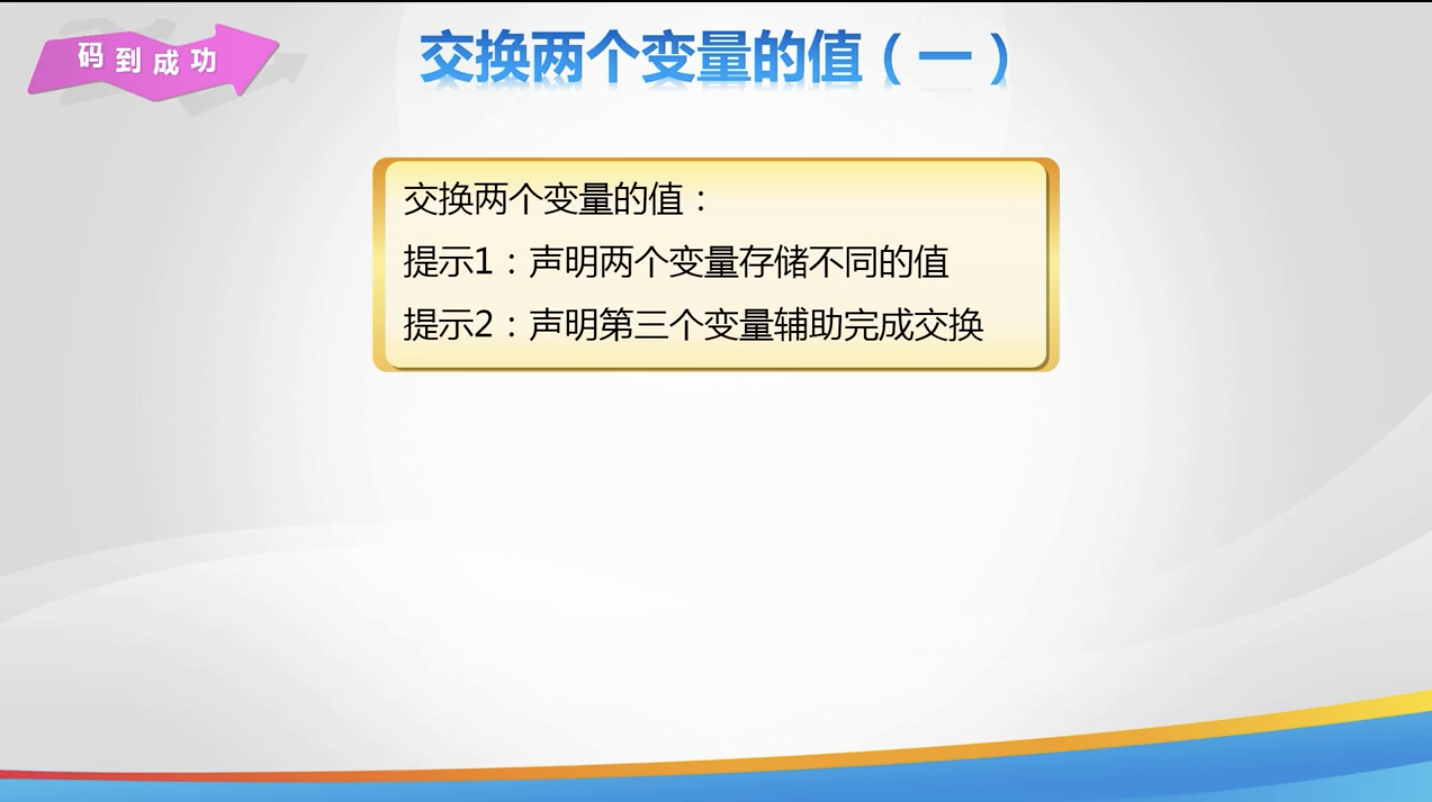 码到成功
交换两个变量的值（一）
交换两个变量的值：
提示1：声明两个变量存储不同的值
提示2：声明第三个变量辅助完成交换